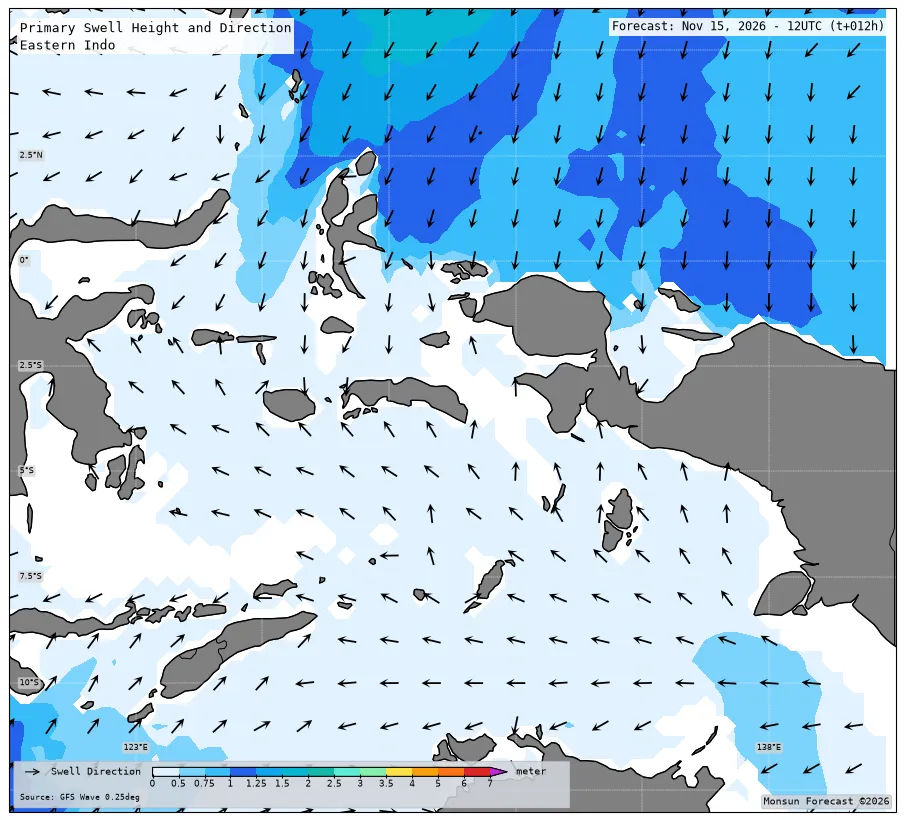 Primary Swell Height and Direction
Eastern Indo
Forecast: Nov 15, 2026 - 12UTC (t+012h)
2.5°N
0°
2.5°S
5°S
7.5°S
10°S
123°E
138°E
Swell Direction
meter
0 0.5 0.75 1 1.25 1.5 2 2.5 3 3.5 4 5 6 7
Source: GFS Wave 0.25deg
Monsun Forecast ©2026